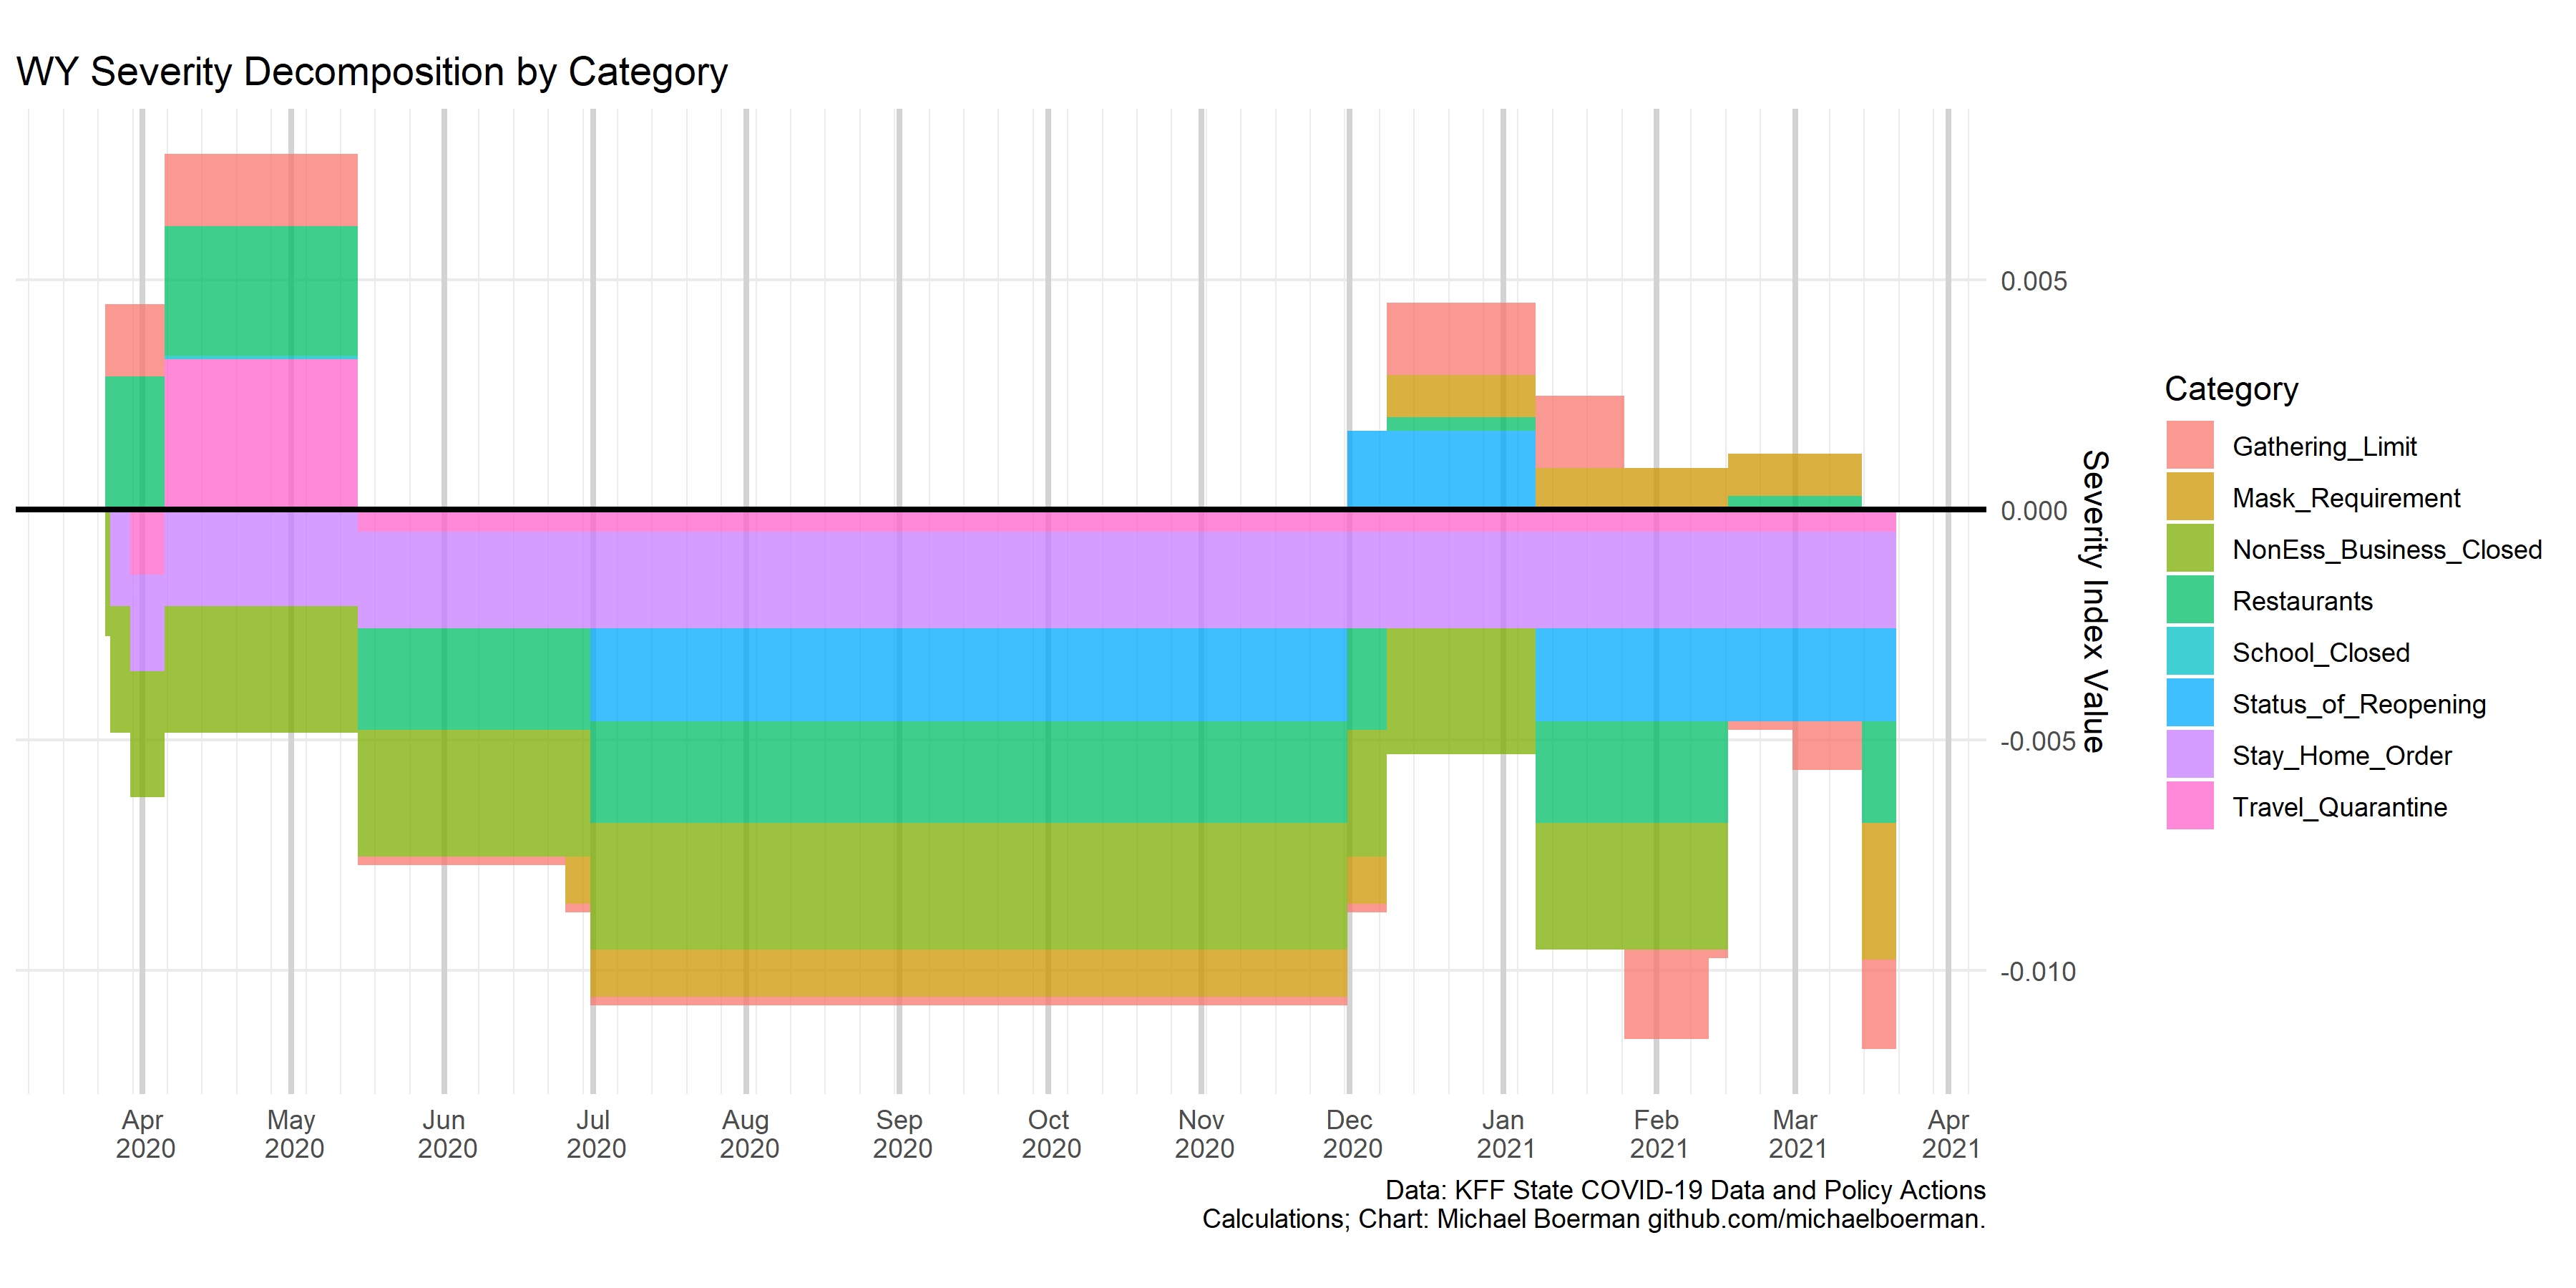 WY Severity Decomposition by Category
0.005
0.000
-0.005
-0.010
Severity Index Value
Category
Gathering_Limit
Mask_Requirement
NonEss_Business_Closed
Restaurants
School_Closed
Status_of_Reopening
Stay_Home_Order
Travel_Quarantine
Apr May Jun Jul Aug Sep Oct Nov Dec Jan Feb Mar Apr
2020 2020 2020 2020 2020 2020 2020 2020 2020 2021 2021 2021 2021
Data: KFF State COVID-19 Data and Policy Actions
Calculations; Chart: Michael Boerman github.com/michaelboerman.